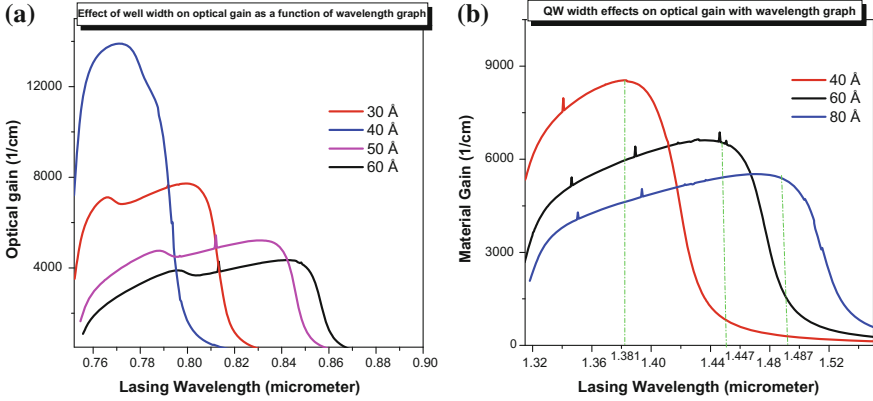 (a)
Effect of well width on optical gain as a function of wavelength graph
Optical gain (1/cm)
12000
8000
4000
30 Å
40 Å
50 Å
60 Å
0.76 0.78 0.80 0.82 0.84 0.86 0.88 0.90
Lasing Wavelength (micrometer)
(b)
QW width effects on optical gain with wavelength graph
Material Gain (1/cm)
9000
6000
3000
0
40 Å
60 Å
80 Å
1.32 1.36 1.381 1.40 1.44 1.447 1.48 1.487 1.52
Lasing Wavelength (micrometer)